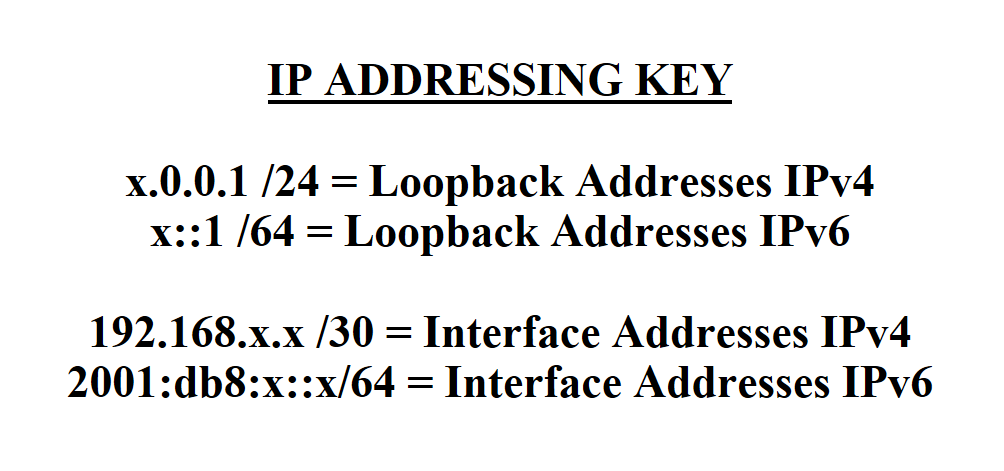 IP ADDRESSING KEY
x.0.0.1 /24 = Loopback Addresses IPv4
x::1 /64 = Loopback Addresses IPv6
192.168.x.x /30 = Interface Addresses IPv4
2001:db8:x::x/64 = Interface Addresses IPv6